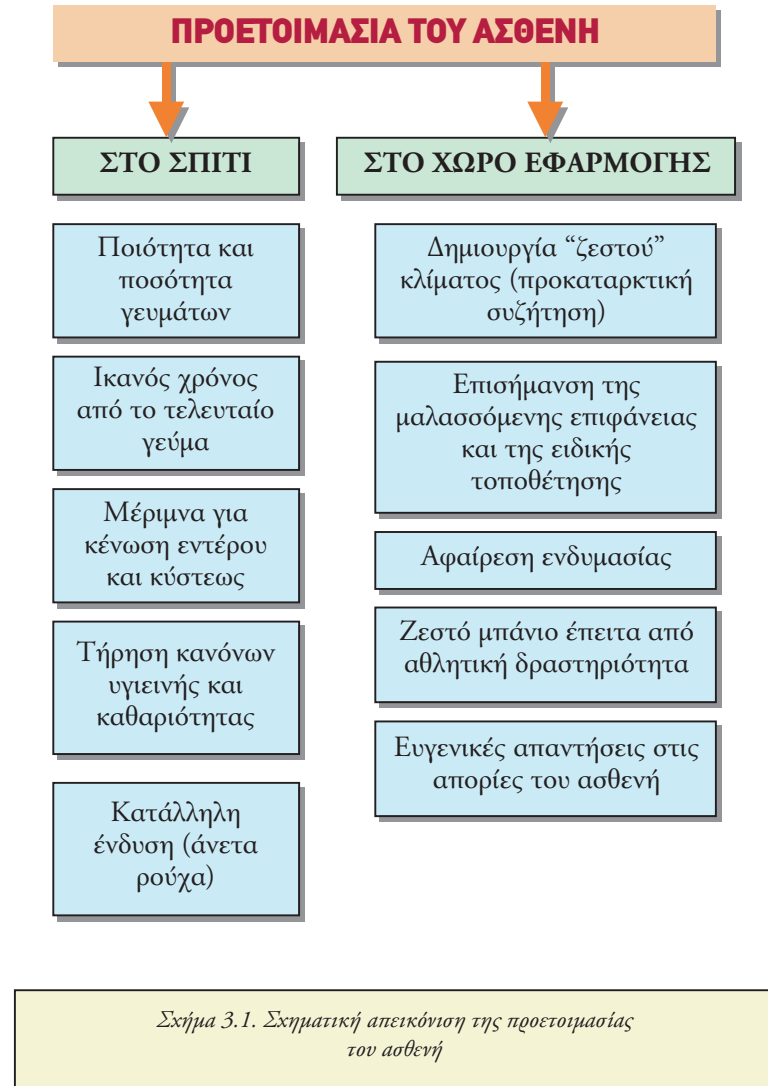 ΠΡΟΕΤΟΙΜΑΣΙΑ ΤΟΥ ΑΣΘΕΝΗ
ΣΤΟ ΣΠΙΤΙ
Ποιότητα και
ποσότητα
γευμάτων
Ικανός χρόνος
από το τελευταίο
γεύμα
Μέριμνα για
κένωση εντέρου
και κύστεως
Τήρηση κανόνων
υγιεινής και
καθαριότητας
Κατάλληλη
ένδυση (άνετα
ρούχα)
ΣΤΟ ΧΩΡΟ ΕΦΑΡΜΟΓΗΣ
Δημιουργία “ζεστού”
κλίματος (προκαταρκτική
συζήτηση)
Επισήμανση της
μαλασσόμενης επιφάνειας
και της ειδικής
τοποθέτησης
Αφαίρεση ενδυμασίας
Ζεστό μπάνιο έπειτα από
αθλητική δραστηριότητα
Ευγενικές απαντήσεις στις
απορίες του ασθενή
Σχήμα 3.1. Σχηματική απεικόνιση της προετοιμασίας
του ασθενή